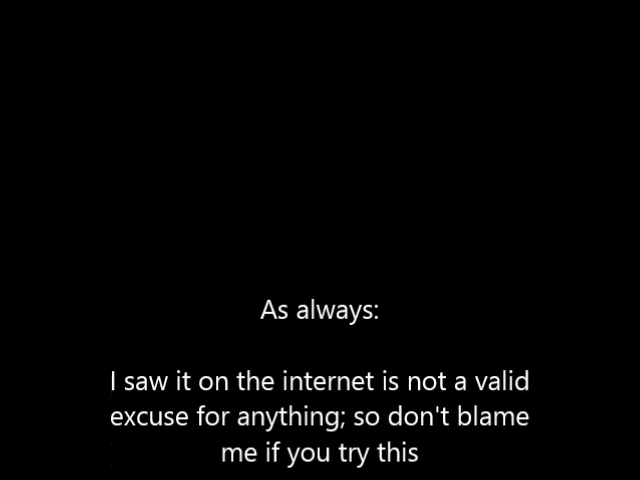 As always:
I saw it on the internet is not a valid
excuse for anything; so don't blame
me if you try this